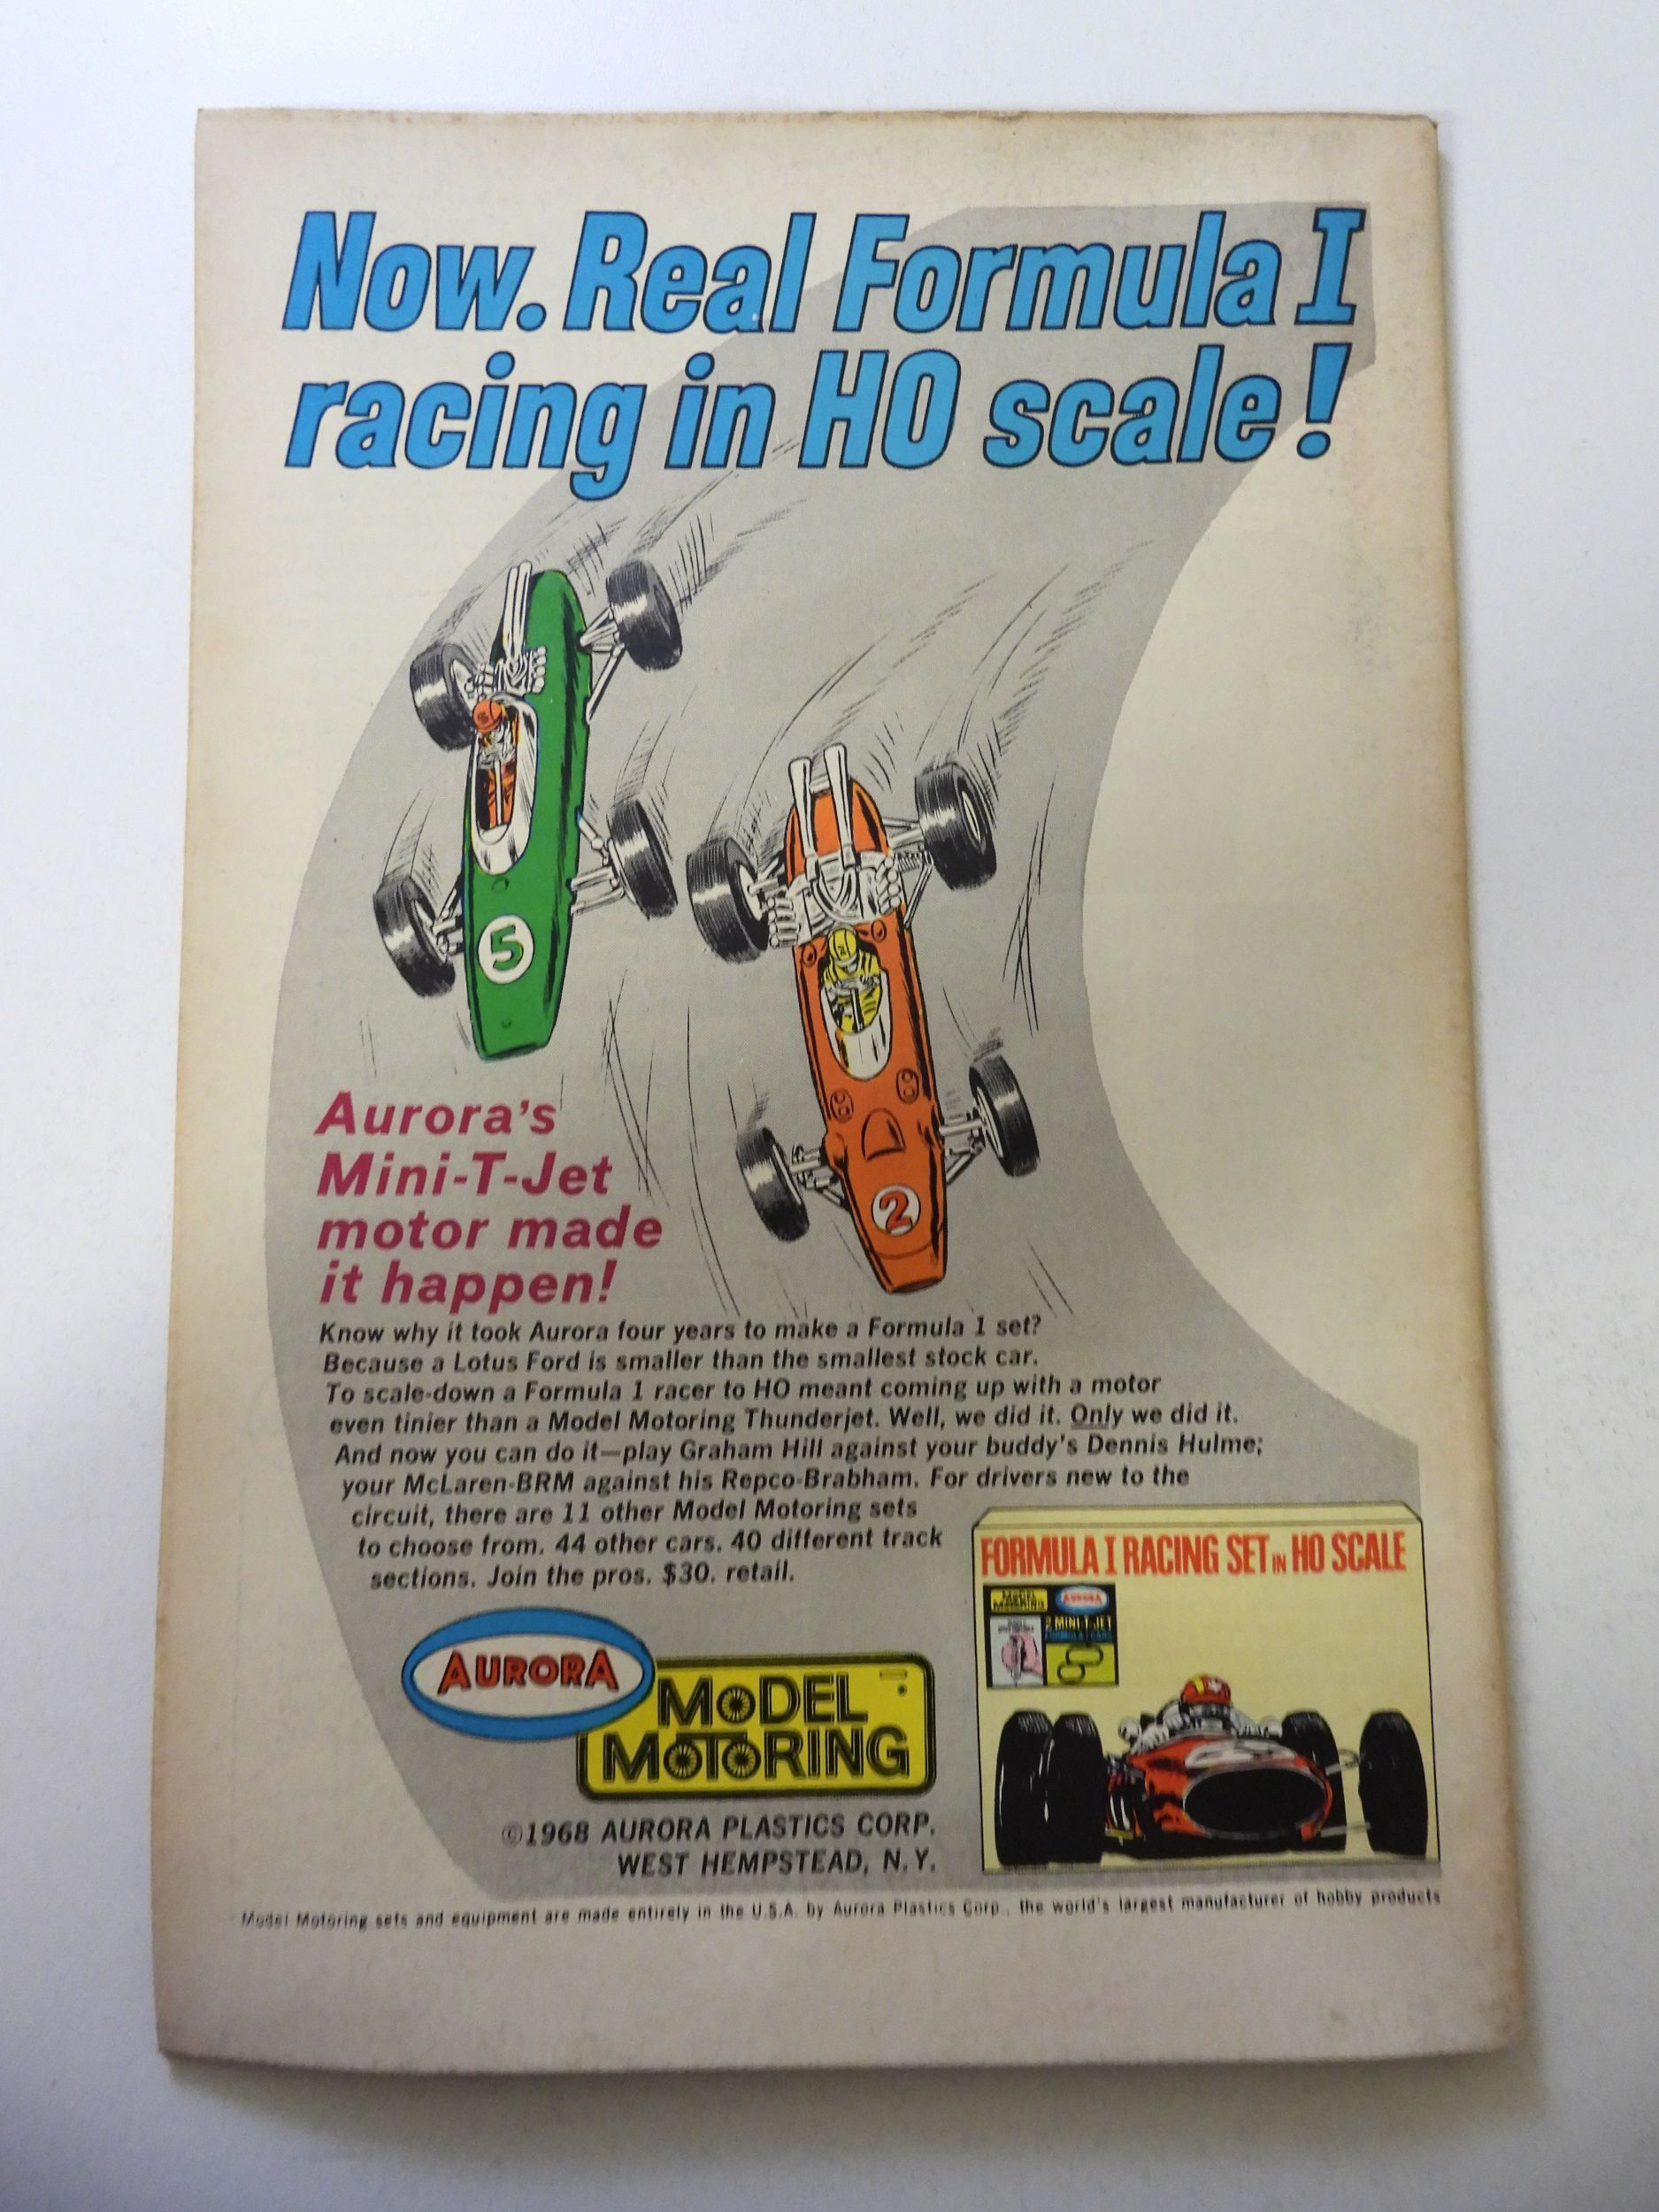 Now. Real Formula I
racing in HO scale!
5
2
Aurora's
Mini-T-Jet
motor made
it happen!
Know why it took Aurora four years to make a Formula 1 set?
Because a Lotus Ford is smaller than the smallest stock car.
To scale-down a Formula 1 racer to HO meant coming up with a motor
even tinier than a Model Motoring Thunderjet. Well, we did it. Only we did it.
And now you can do it—play Graham Hill against your buddy's Dennis Hulme;
your McLaren-BRM against his Repco-Brabham. For drivers new to the
circuit, there are 11 other Model Motoring sets
to choose from. 44 other cars. 40 different track
sections. Join the pros. $30. retail.
FORMULA I RACING SET IN HO SCALE
MODEL
MOTORING
AURORA
2 MINI-T-JET
FORMULA I CARS
AURORA
MODEL
MOTORING
©1968 AURORA PLASTICS CORP.
WEST HEMPSTEAD, N.Y.
Model Motoring sets and equipment are made entirely in the U.S.A. by Aurora Plastics Corp., the world's largest manufacturer of hobby products